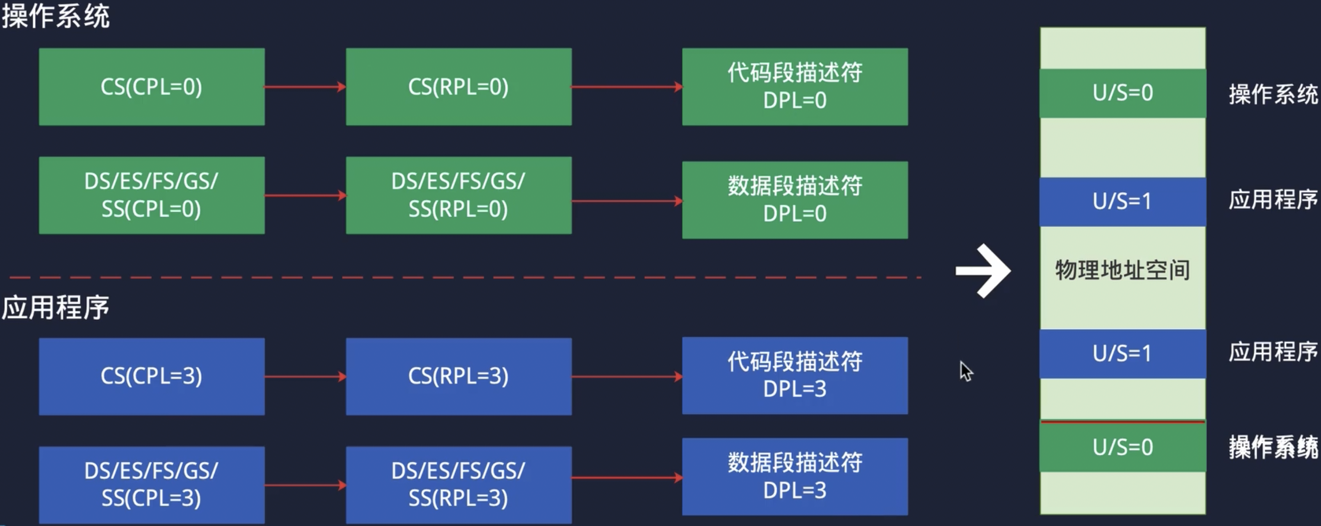 操作系统
CS(CPL=0)
CS(RPL=0)
代码段描述符
DPL=0
DS/ES/FS/GS/
SS(CPL=0)
DS/ES/FS/GS/
SS(RPL=0)
数据段描述符
DPL=0
应用程序
CS(CPL=3)
CS(RPL=3)
代码段描述符
DPL=3
DS/ES/FS/GS/
SS(CPL=3)
DS/ES/FS/GS/
SS(RPL=3)
数据段描述符
DPL=3
U/S=0
操作系统
U/S=1
应用程序
物理地址空间
U/S=1
应用程序
U/S=0
操作系统